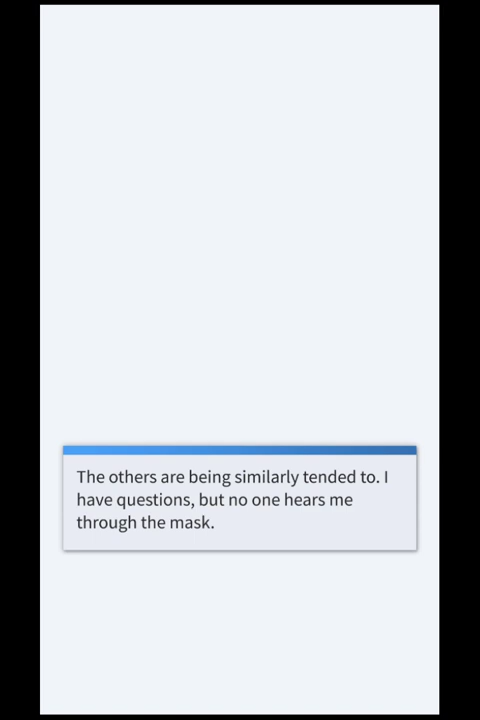 The others are being similarly tended to. I
have questions, but no one hears me
through the mask.